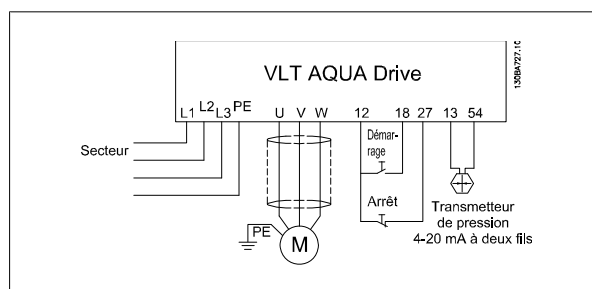 VLT AQUA Drive
130BA727.10
L1 L2 L3 PE U V W 12 18 27 13 54
Secteur
Démar-
rage
Arrêt
PE
M
Transmetteur
de pression
4-20 mA à deux fils